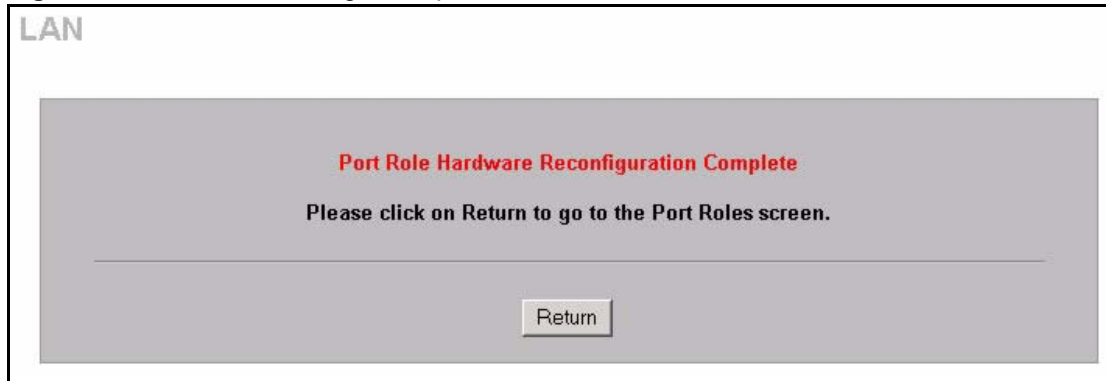 LAN
Port Role Hardware Reconfiguration Complete
Please click on Return to go to the Port Roles screen.
Return